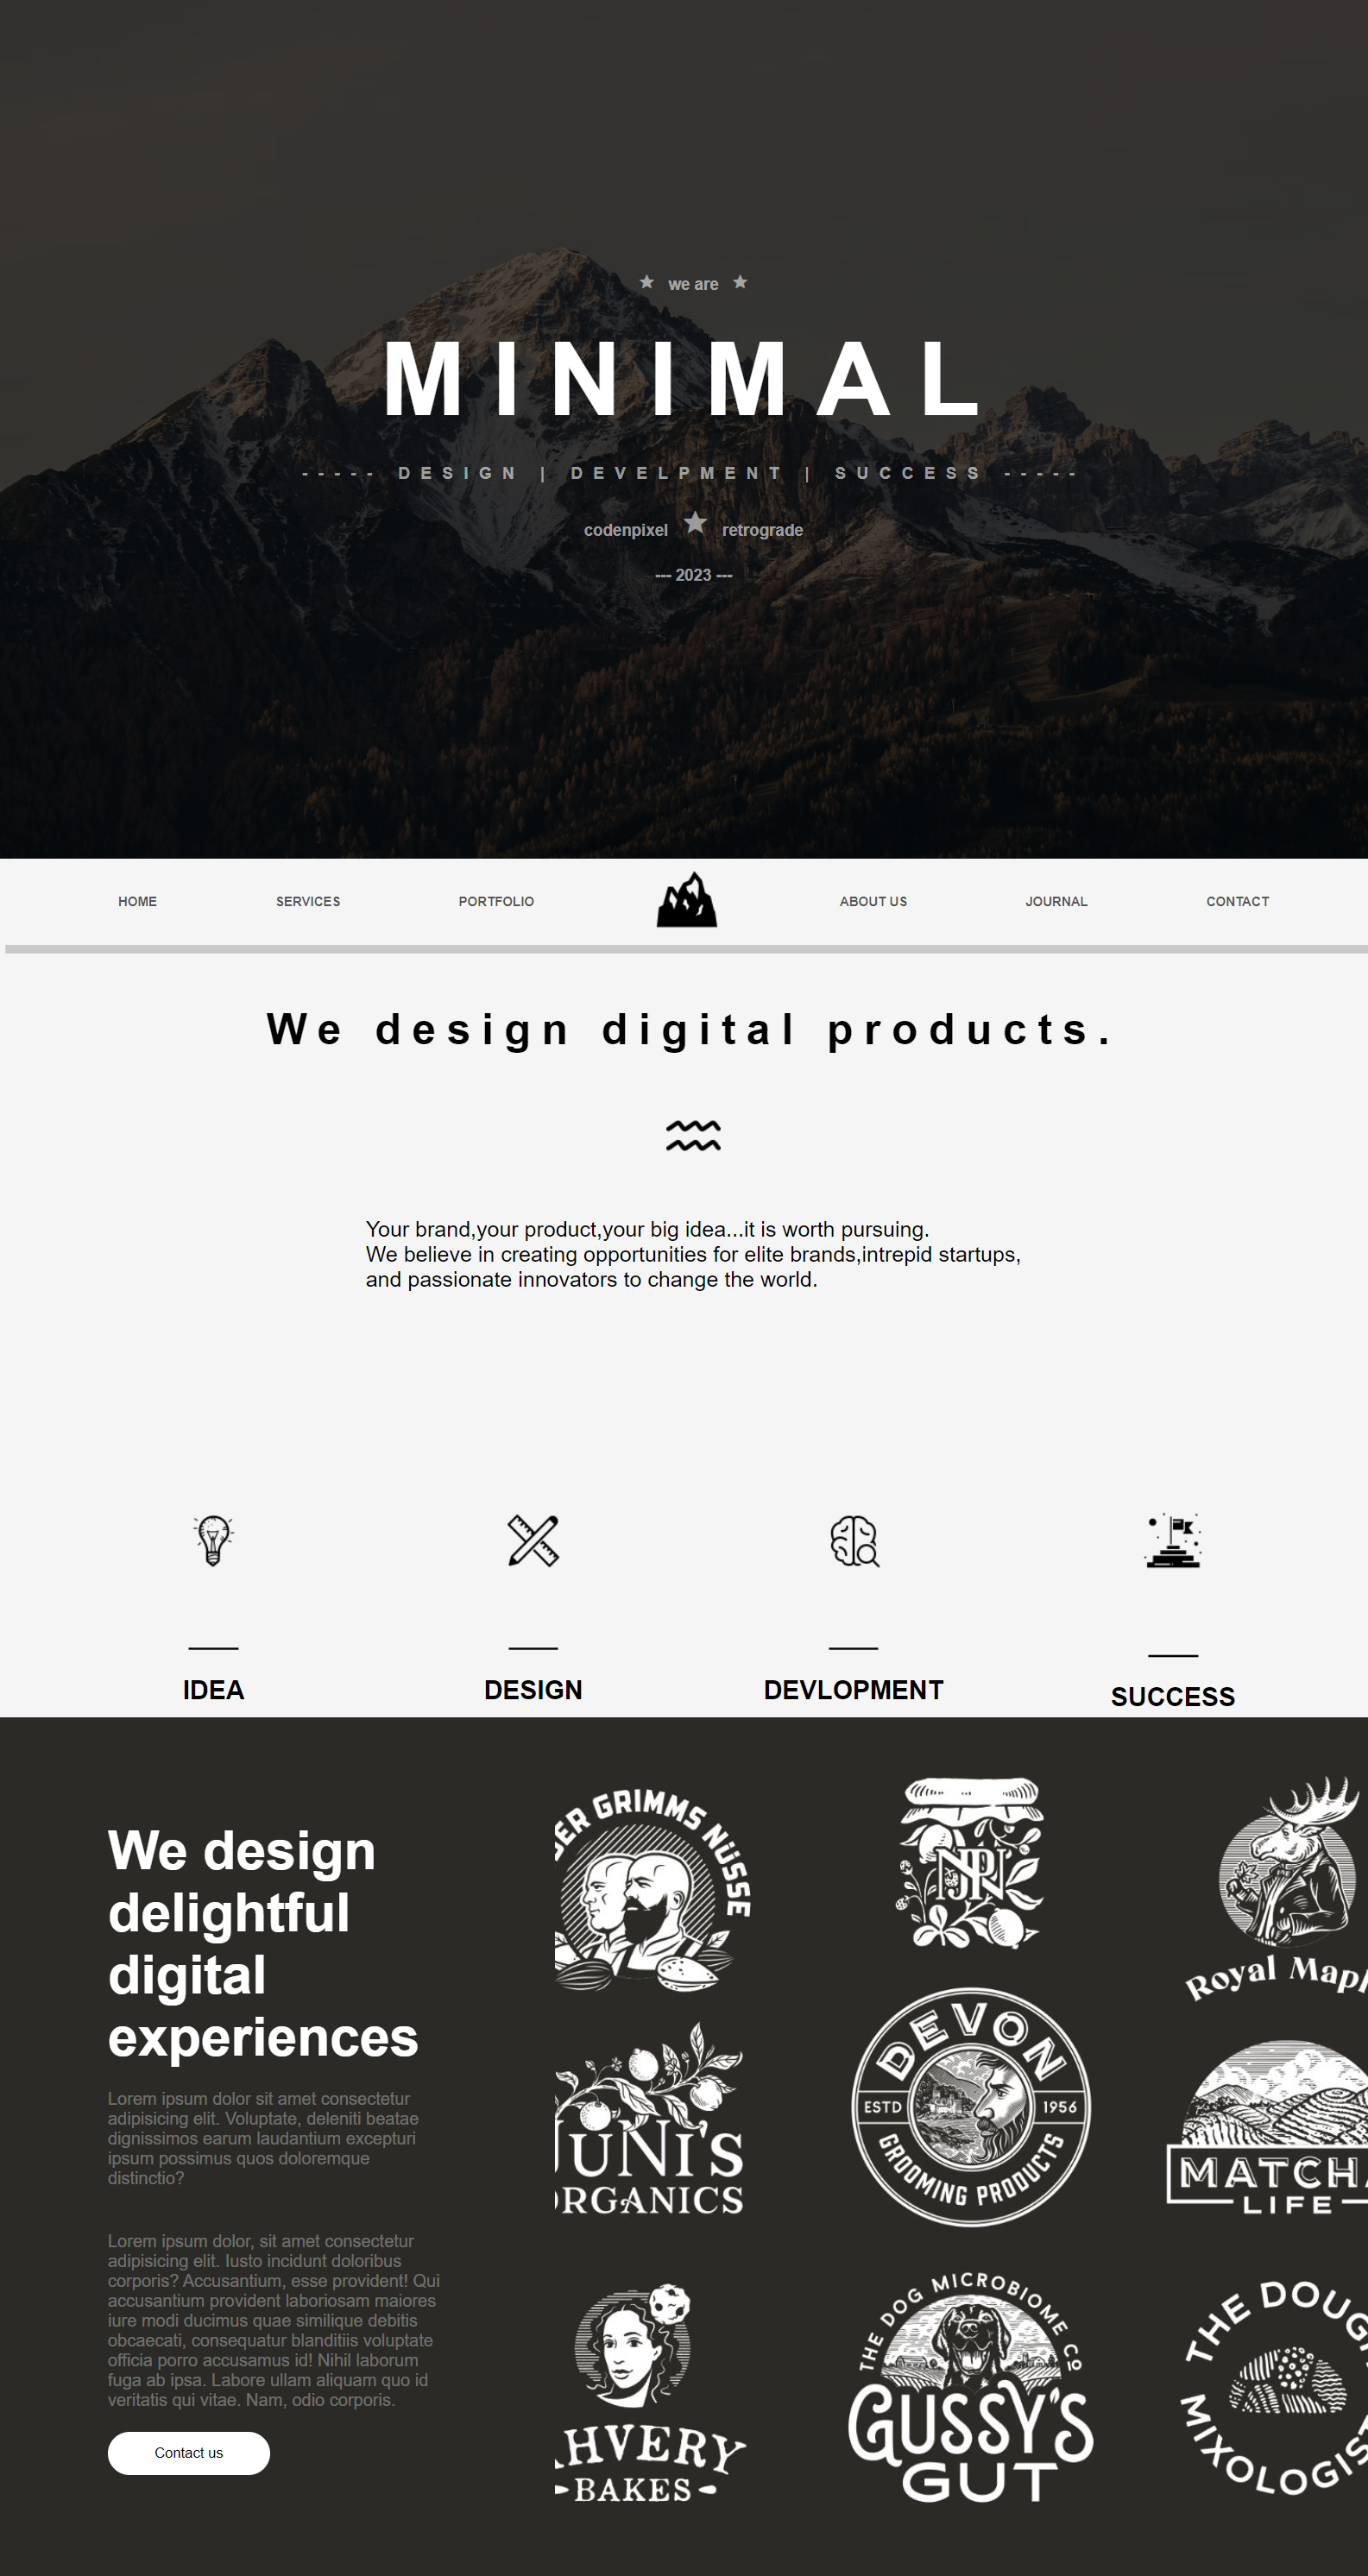 we are
MINIMAL
----- DESIGN | DEVELPMENT | SUCCESS -----
codenpixel retrograde
--- 2023 ---
HOME SERVICES PORTFOLIO ABOUT US JOURNAL CONTACT
We design digital products.
Your brand,your product,your big idea...it is worth pursuing.
We believe in creating opportunities for elite brands,intrepid startups,
and passionate innovators to change the world.
IDEA DESIGN DEVLOPMENT SUCCESS
We design
delightful
digital
experiences
Lorem ipsum dolor sit amet consectetur
adipisicing elit. Voluptate, deleniti beatae
dignissimos earum laudantium excepturi
ipsum possimus quos doloremque
distinctio?
Lorem ipsum dolor, sit amet consectetur
adipisicing elit. Iusto incidunt doloribus
corporis? Accusantium, esse provident! Qui
accusantium provident laboriosam maiores
iure modi ducimus quae similique debitis
obcaecati, consequatur blanditiis voluptate
officia porro accusamus id! Nihil laborum
fuga ab ipsa. Labore ullam aliquam quo id
veritatis qui vitae. Nam, odio corporis.
Contact us
GRIMMS NÜSSE
Royal
UNI'S
RGANICS
DEVON
ESTD 1956
GROOMING PRODUCTS
MATCHA
LIFE
HVERY
BAKES
THE DOG MICROBIOME CO
GUSSY'S
GUT
THE DOUG
MIXOLOGIS